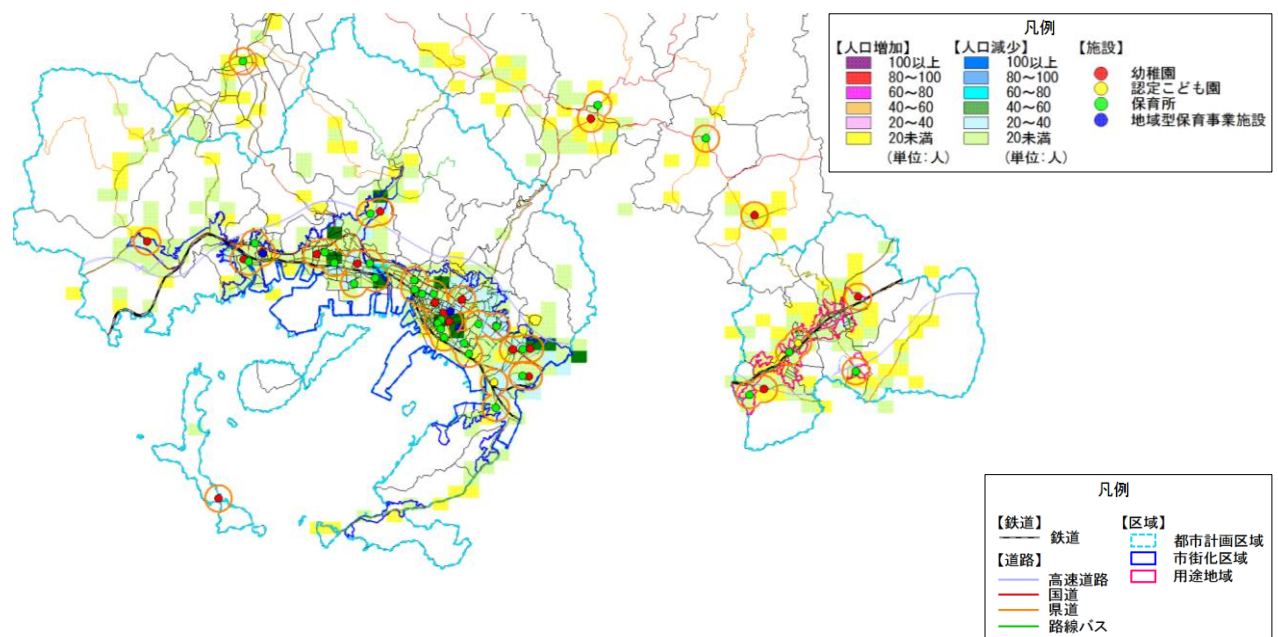 凡例
【人口増加】 【人口減少】 【施設】
100以上 100以上 幼稚園
80～100 80～100 認定こども園
60～80 60～80 保育所
40～60 40～60 地域型保育事業施設
20～40 20～40
20未満 20未満
(単位：人) (単位：人)
凡例
【鉄道】 【区域】
鉄道 都市計画区域
【道路】 市街化区域
高速道路 用途地域
国道
県道
路線バス